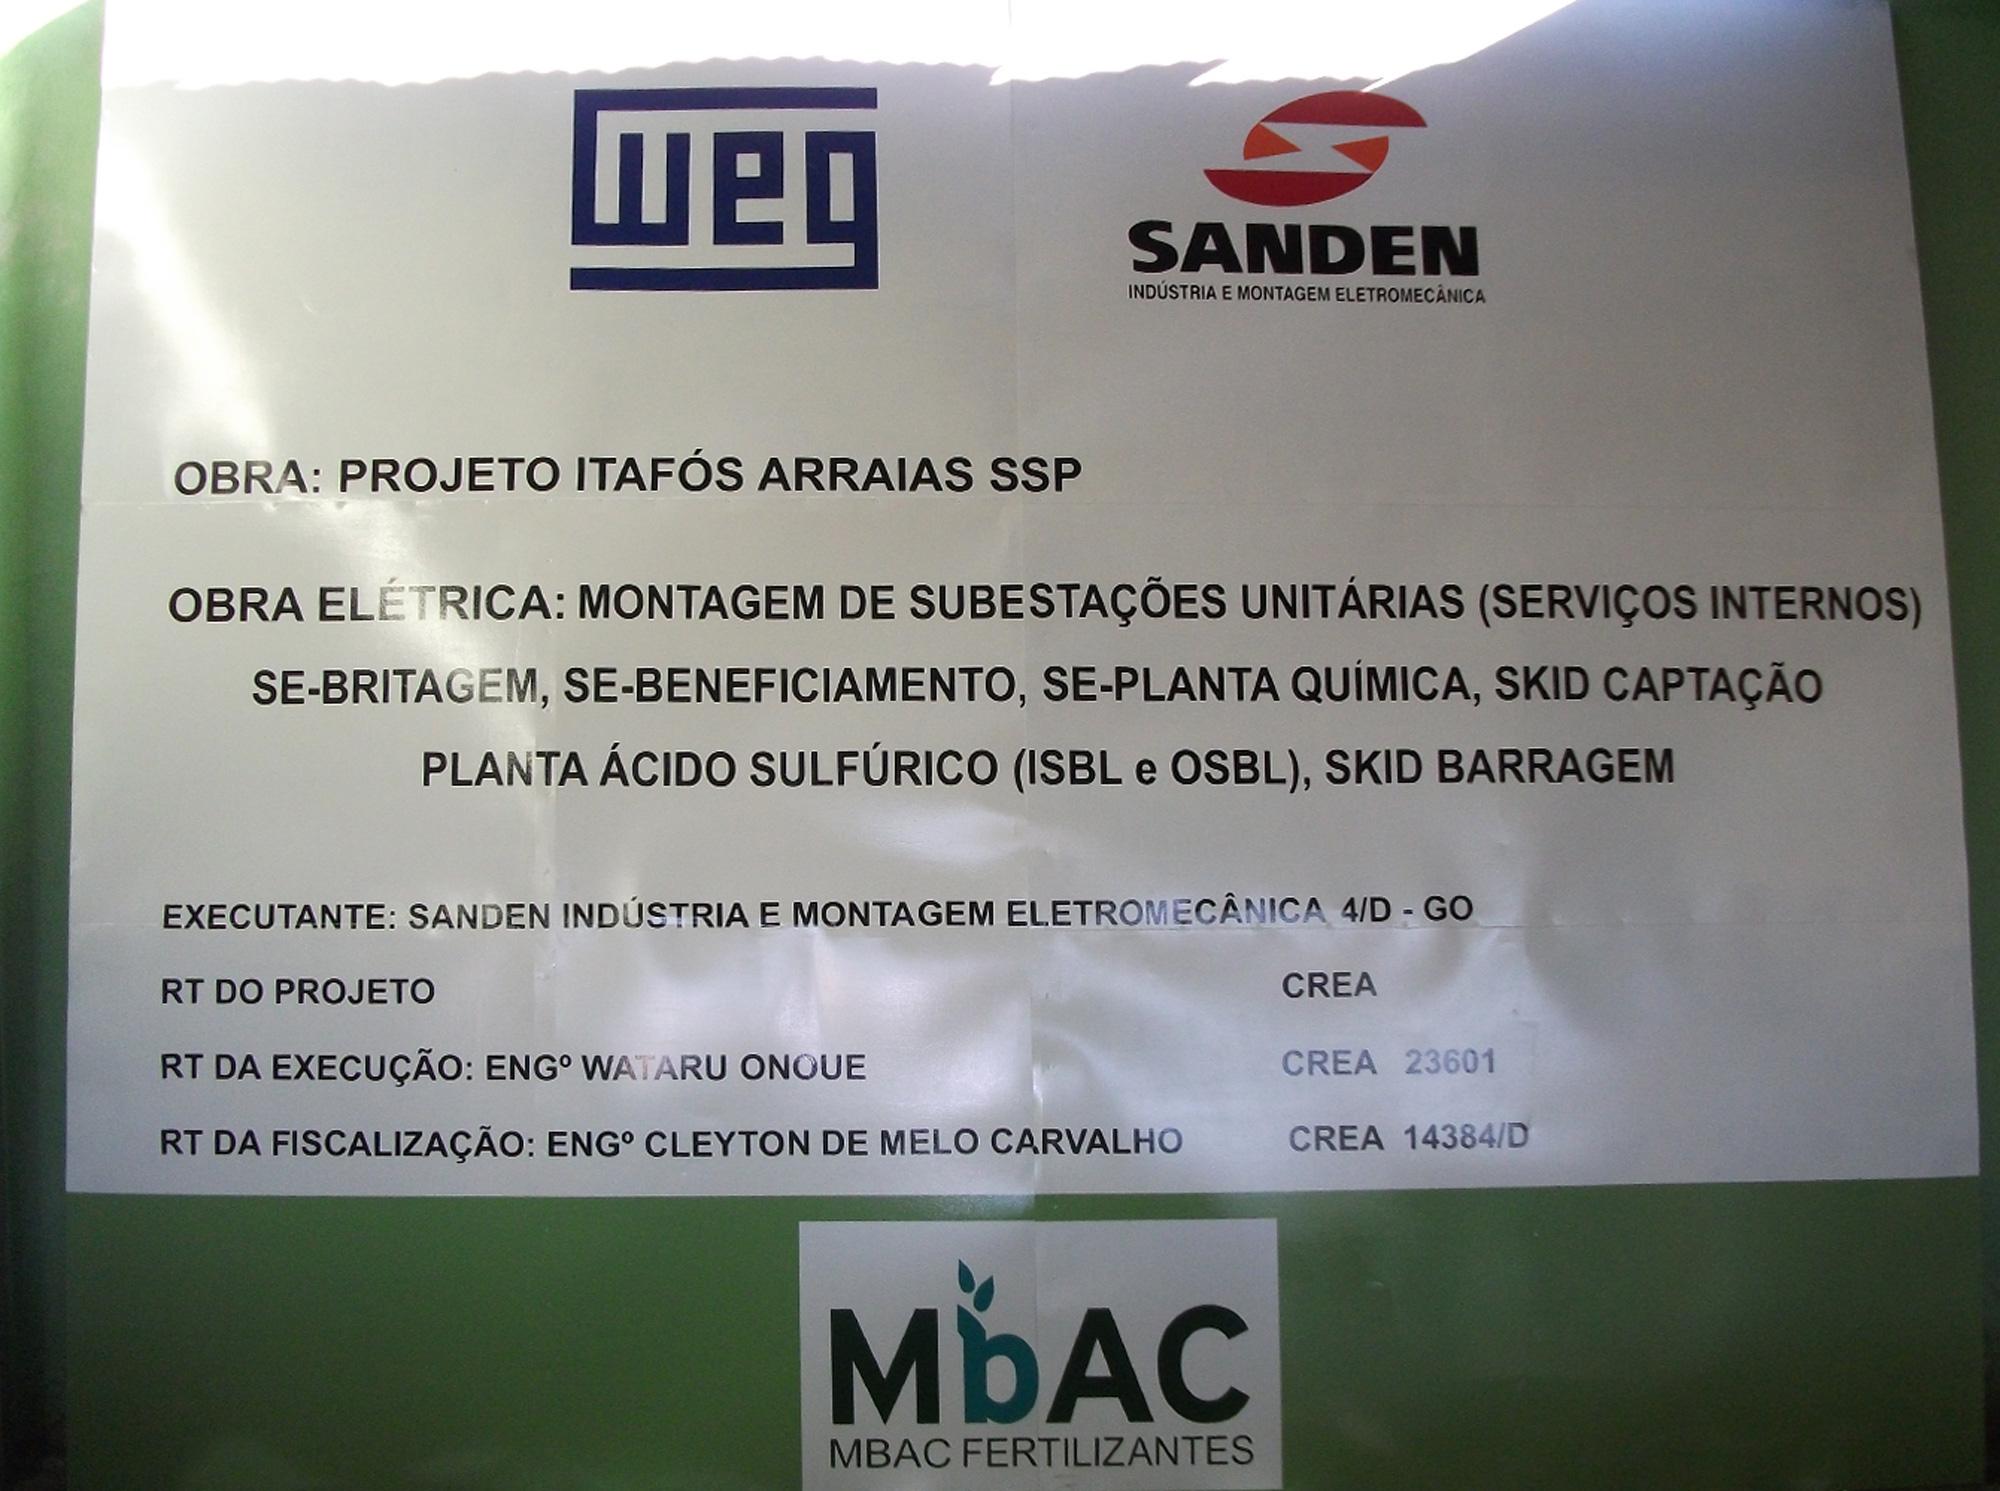 weg
SANDEN
INDÚSTRIA E MONTAGEM ELETROMECÂNICA
OBRA: PROJETO ITAFÓS ARRAIAS SSP
OBRA ELÉTRICA: MONTAGEM DE SUBESTAÇÕES UNITÁRIAS (SERVIÇOS INTERNOS)
SE-BRITAGEM, SE-BENEFICIAMENTO, SE-PLANTA QUÍMICA, SKID CAPTAÇÃO
PLANTA ÁCIDO SULFÚRICO (ISBL e OSBL), SKID BARRAGEM
EXECUTANTE: SANDEN INDÚSTRIA E MONTAGEM ELETROMECÂNICA 4/D - GO
RT DO PROJETO CREA
RT DA EXECUÇÃO: ENGº WATARU ONOUE CREA 23601
RT DA FISCALIZAÇÃO: ENGº CLEYTON DE MELO CARVALHO CREA 14384/D
MbAC
MBAC FERTILIZANTES